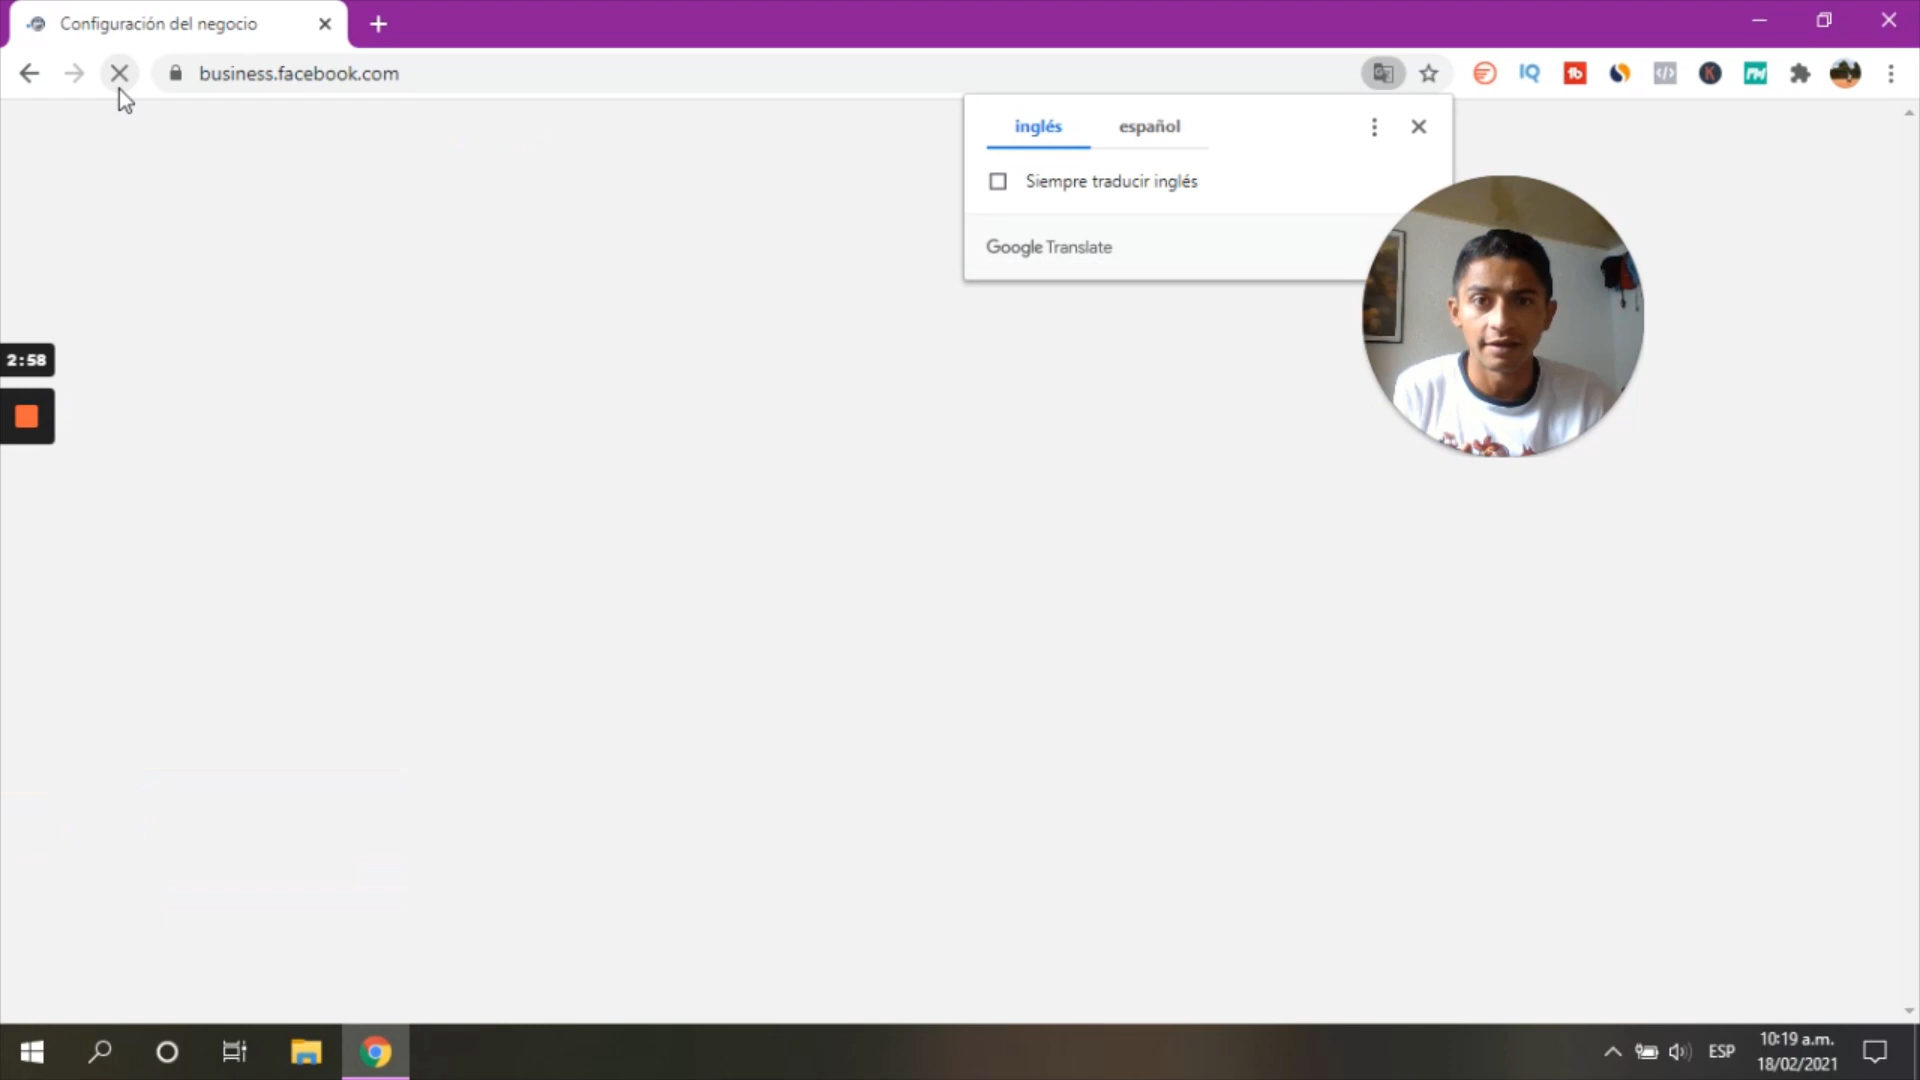 Configuración del negocio
business.facebook.com
IQ
tb
</>
K
inglés
español
Siempre traducir inglés
Google Translate
2:58
ESP
10:19 a.m.
18/02/2021